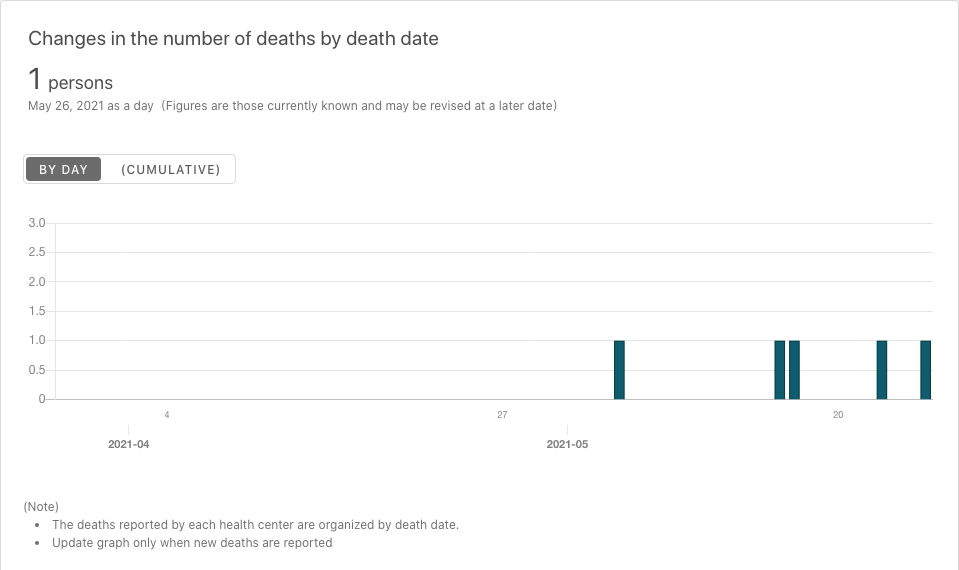 Changes in the number of deaths by death date
1 persons
May 26, 2021 as a day (Figures are those currently known and may be revised at a later date)
BY DAY (CUMULATIVE)
3.0
2.5
2.0
1.5
1.0
0.5
0
4 27 20
2021-04 2021-05
(Note)
• The deaths reported by each health center are organized by death date.
• Update graph only when new deaths are reported